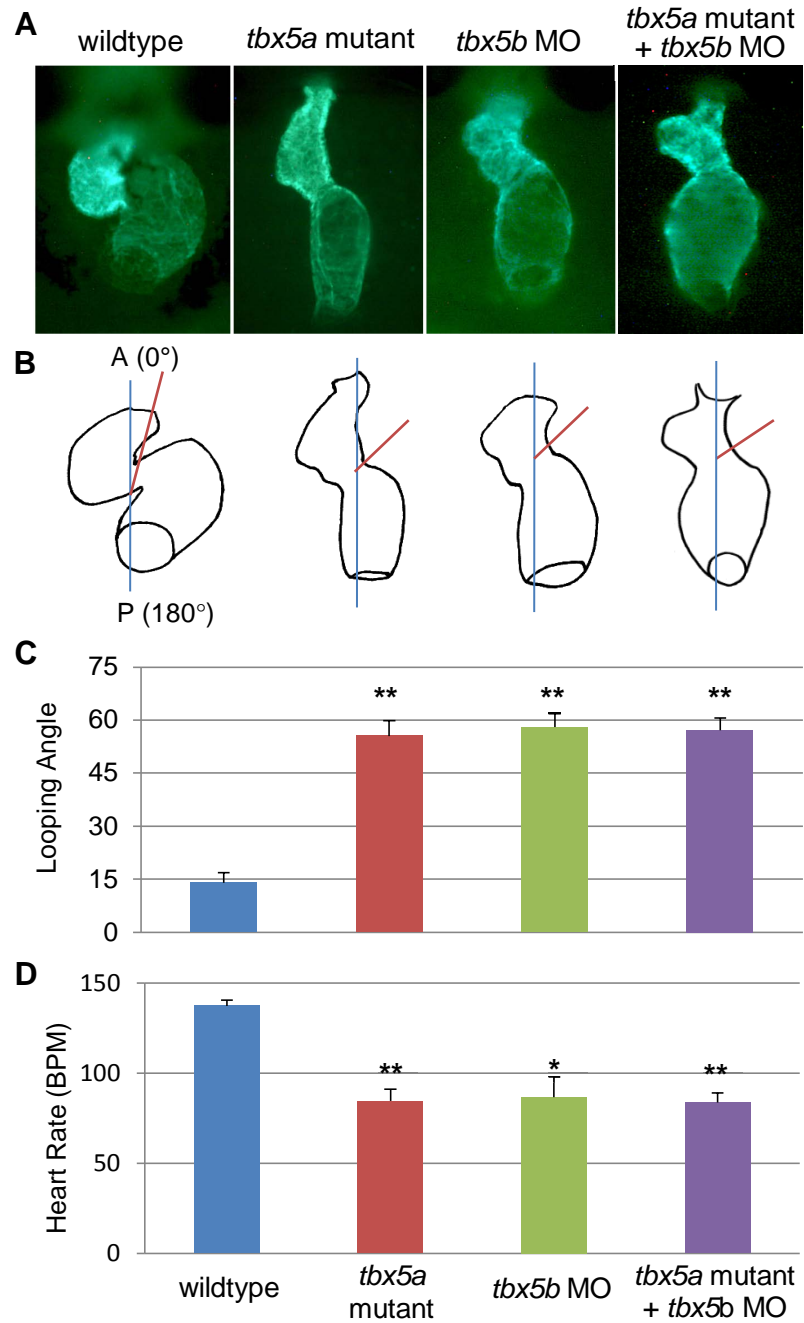 A
wildtype
tbx5a mutant
tbx5b MO
tbx5a mutant
+ tbx5b MO
B
A (0°)
P (180°)
C
75
60
45
30
15
0
Looping Angle
**
**
**
D
150
100
50
0
Heart Rate (BPM)
**
*
**
wildtype
tbx5a
mutant
tbx5b MO
tbx5a mutant
+ tbx5b MO